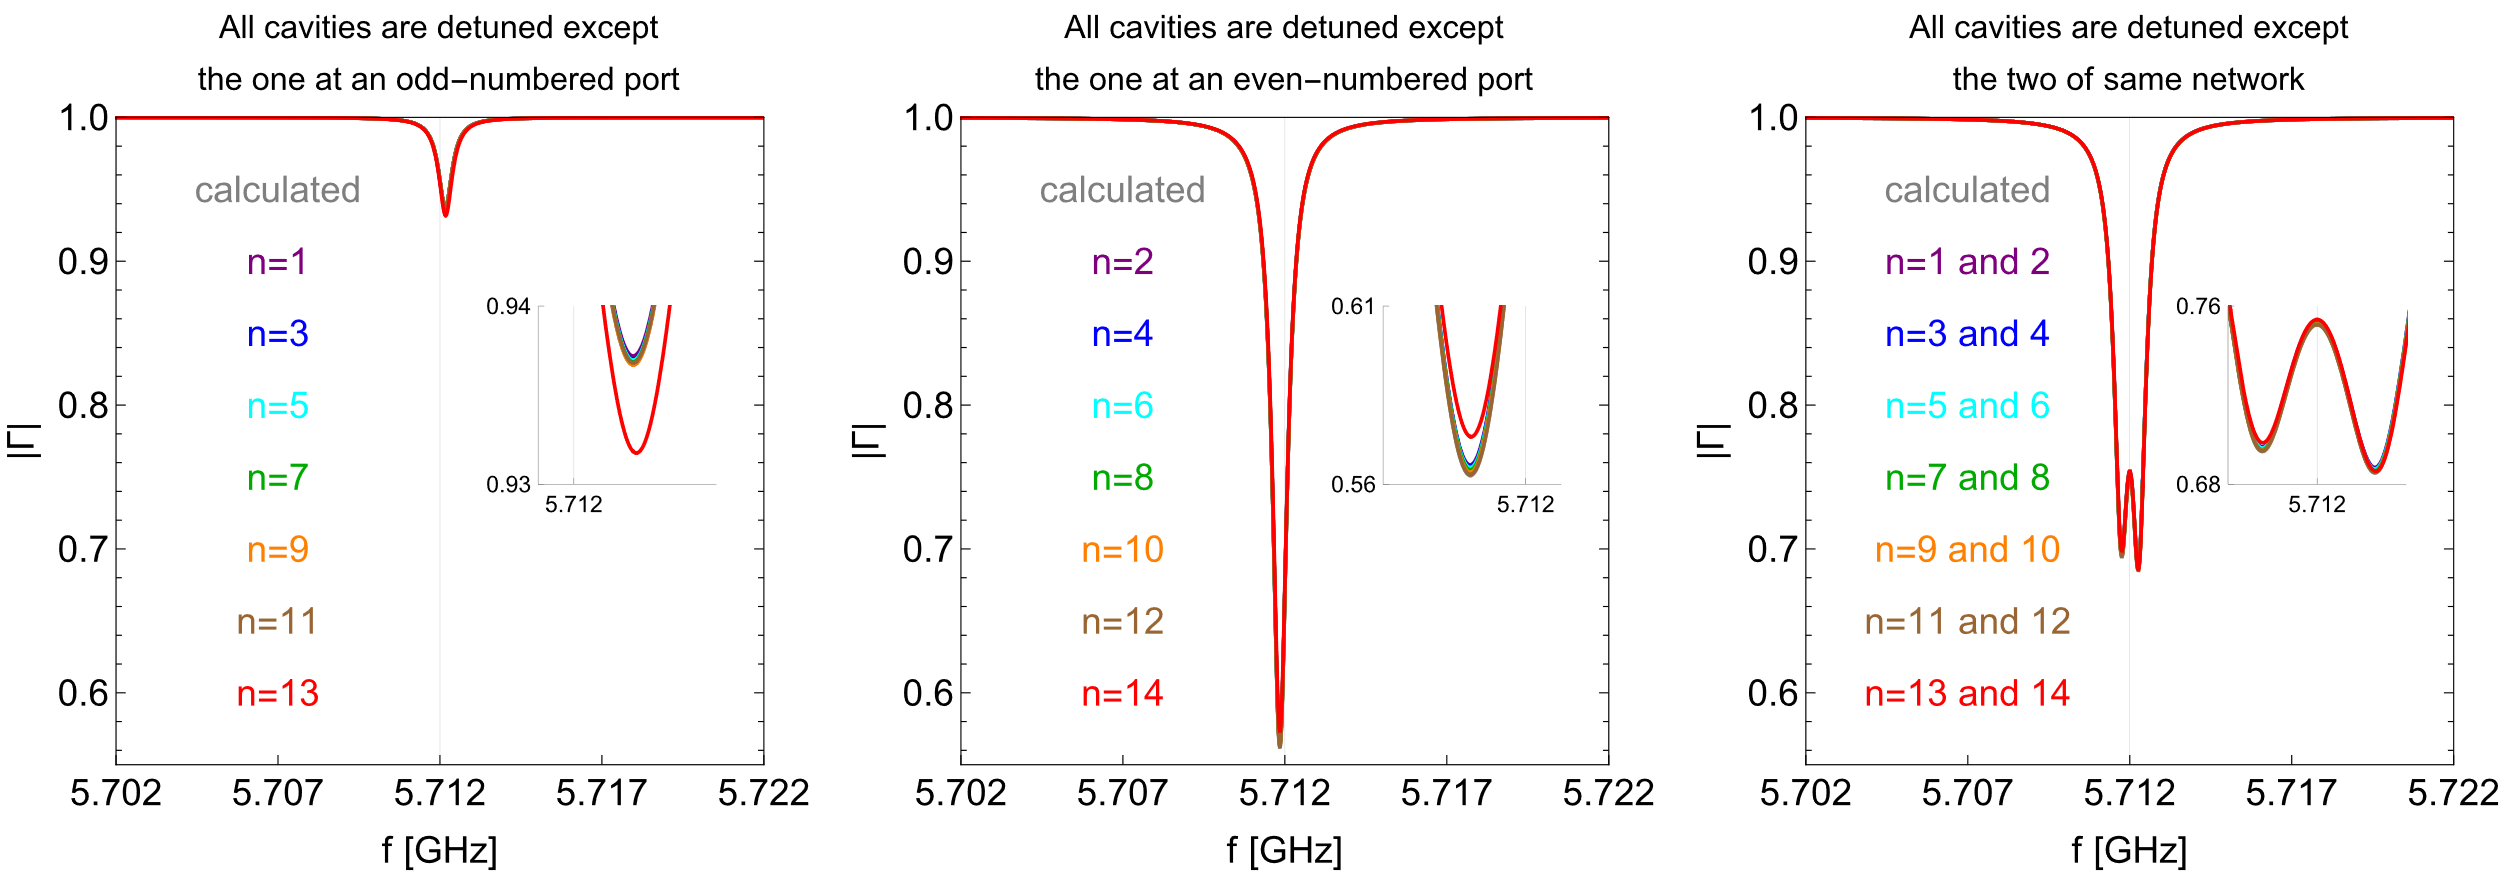 All cavities are detuned except
the one at an odd−numbered port
1.0
0.9
0.8
0.7
0.6
|Γ|
calculated
n=1
n=3
n=5
n=7
n=9
n=11
n=13
0.94
0.93
5.712
5.702
5.707
5.712
5.717
5.722
f [GHz]
All cavities are detuned except
the one at an even−numbered port
1.0
0.9
0.8
0.7
0.6
|Γ|
calculated
n=2
n=4
n=6
n=8
n=10
n=12
n=14
0.61
0.56
5.712
5.702
5.707
5.712
5.717
5.722
f [GHz]
All cavities are detuned except
the two of same network
1.0
0.9
0.8
0.7
0.6
|Γ|
calculated
n=1 and 2
n=3 and 4
n=5 and 6
n=7 and 8
n=9 and 10
n=11 and 12
n=13 and 14
0.76
0.68
5.712
5.702
5.707
5.712
5.717
5.722
f [GHz]